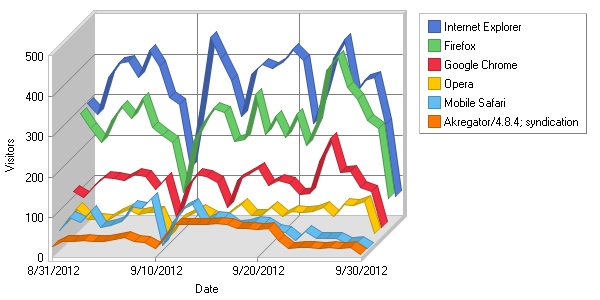 500
400
300
200
100
0
Visitors
8/31/2012
9/10/2012
9/20/2012
9/30/2012
Date
Internet Explorer
Firefox
Google Chrome
Opera
Mobile Safari
Akregator/4.8.4; syndication